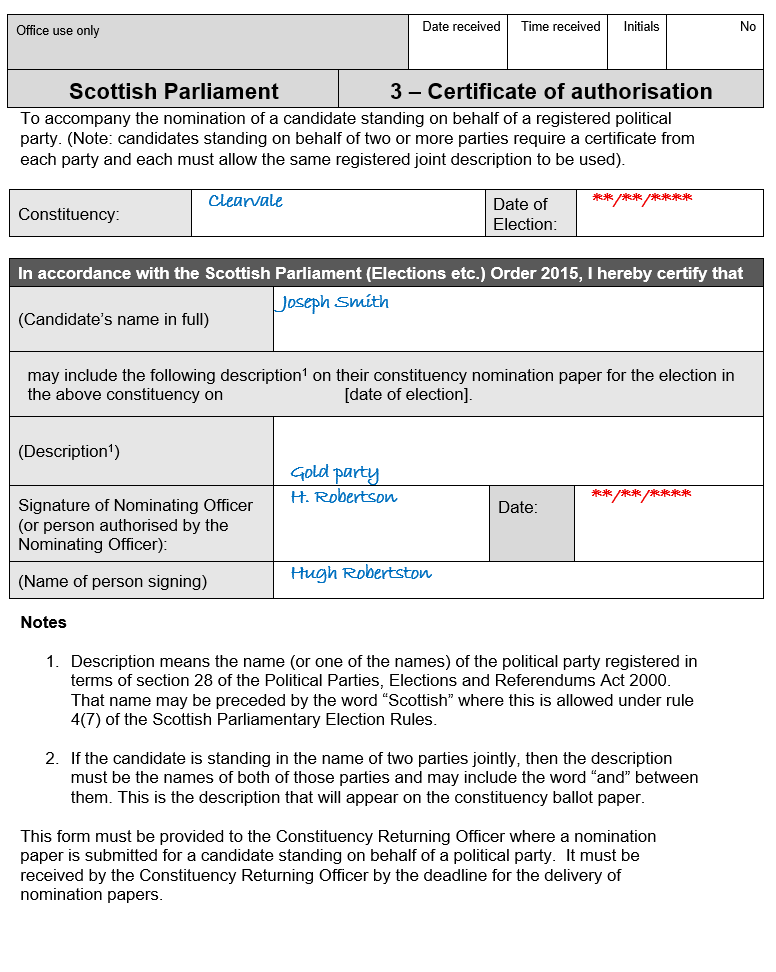 Office use only
Date received
Time received
Initials
No
Scottish Parliament
3 – Certificate of authorisation
To accompany the nomination of a candidate standing on behalf of a registered political
party. (Note: candidates standing on behalf of two or more parties require a certificate from
each party and each must allow the same registered joint description to be used).
Constituency:
Clearvale
Date of
Election:
**/**/****
In accordance with the Scottish Parliament (Elections etc.) Order 2015, I hereby certify that
(Candidate’s name in full)
Joseph Smith
may include the following description¹ on their constituency nomination paper for the election in
the above constituency on [date of election].
(Description¹)
Gold party
Signature of Nominating Officer
(or person authorised by the
Nominating Officer):
H. Robertson
Date:
**/**/****
(Name of person signing)
Hugh Robertston
Notes
1. Description means the name (or one of the names) of the political party registered in
terms of section 28 of the Political Parties, Elections and Referendums Act 2000.
That name may be preceded by the word “Scottish” where this is allowed under rule
4(7) of the Scottish Parliamentary Election Rules.
2. If the candidate is standing in the name of two parties jointly, then the description
must be the names of both of those parties and may include the word “and” between
them. This is the description that will appear on the constituency ballot paper.
This form must be provided to the Constituency Returning Officer where a nomination
paper is submitted for a candidate standing on behalf of a political party. It must be
received by the Constituency Returning Officer by the deadline for the delivery of
nomination papers.